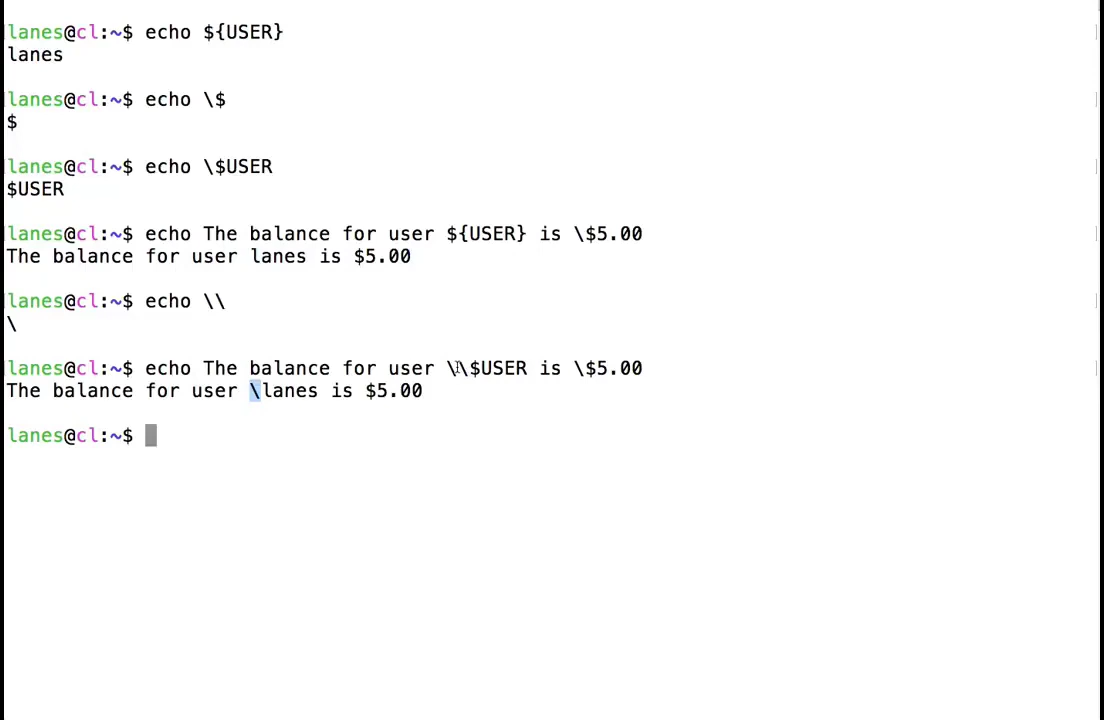 lanes@cl:~$ echo ${USER}
lanes
lanes@cl:~$ echo \$
$
lanes@cl:~$ echo \$USER
$USER
lanes@cl:~$ echo The balance for user ${USER} is \$5.00
The balance for user lanes is $5.00
lanes@cl:~$ echo \\
\
lanes@cl:~$ echo The balance for user \\$USER is \$5.00
The balance for user \lanes is $5.00
lanes@cl:~$